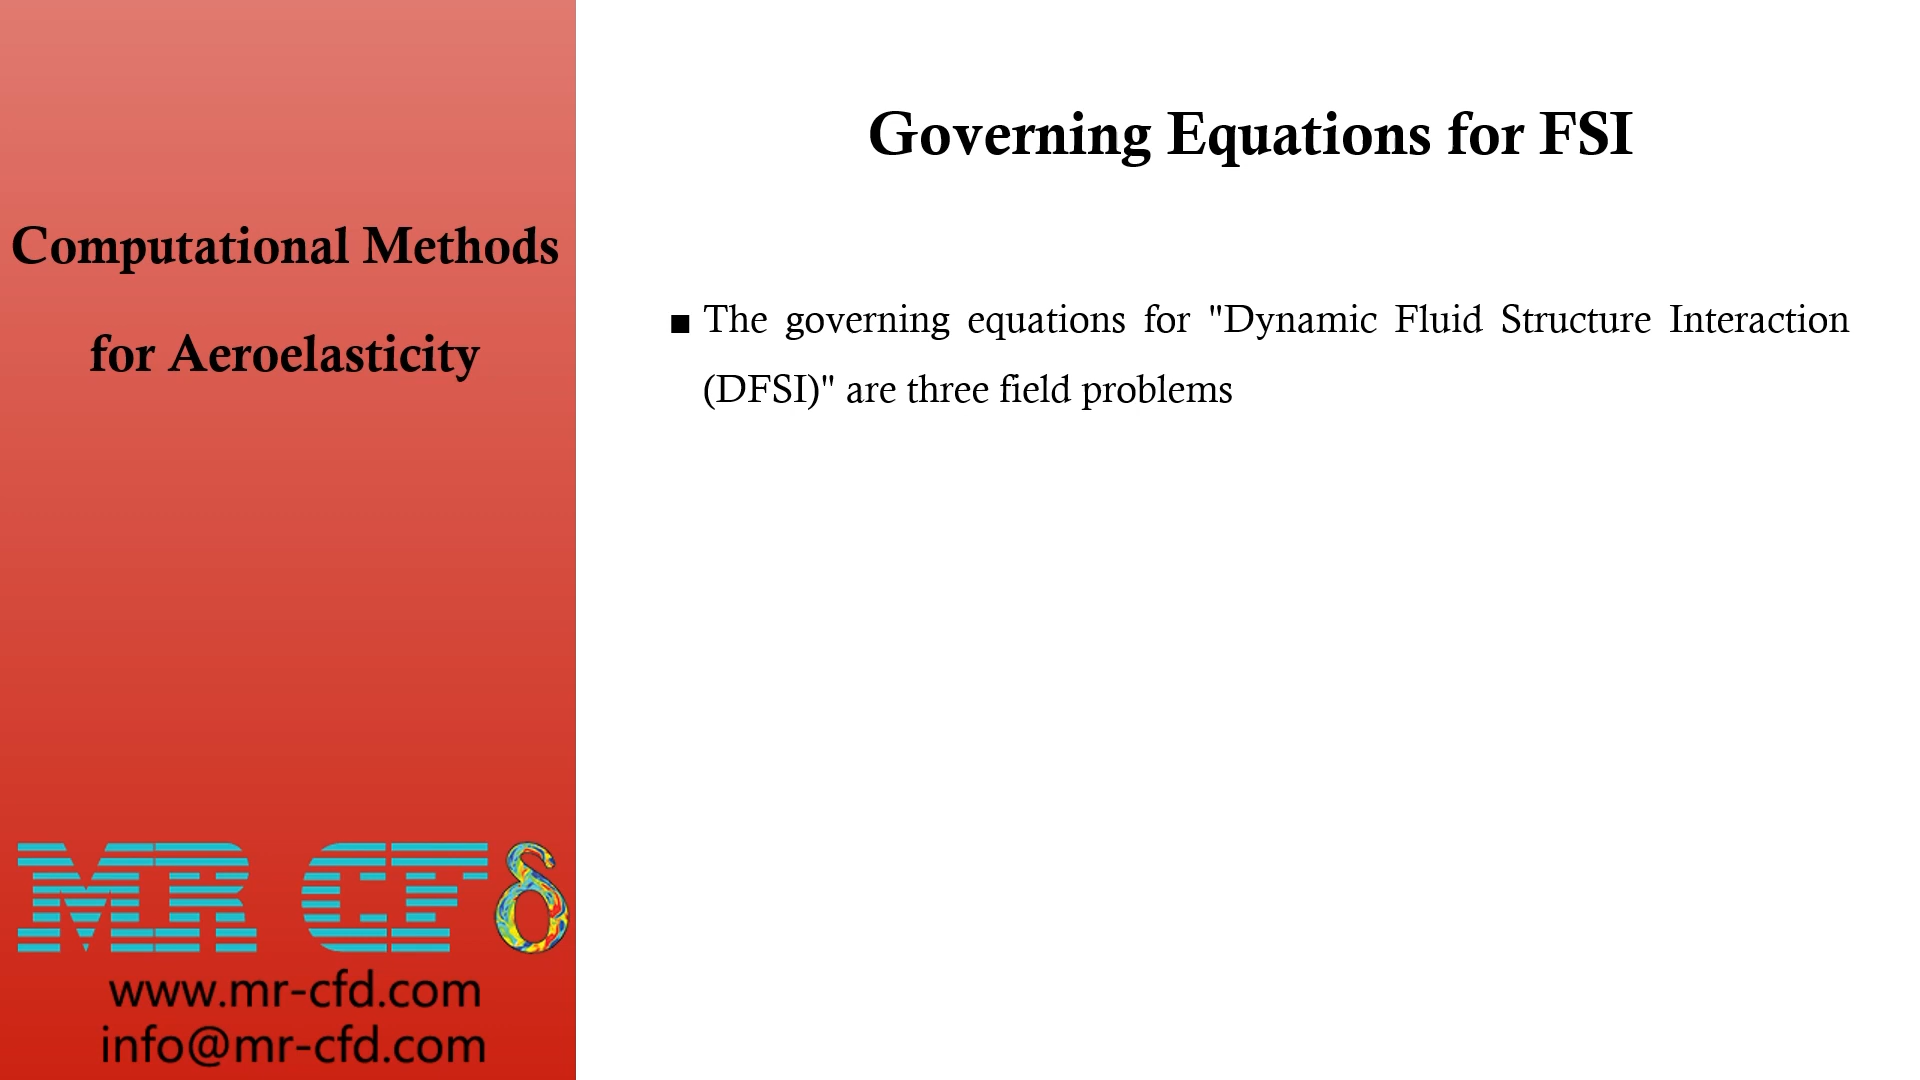 Computational Methods
for Aeroelasticity
MR CFδ
www.mr-cfd.com
info@mr-cfd.com
Governing Equations for FSI
■ The governing equations for "Dynamic Fluid Structure Interaction
(DFSI)" are three field problems